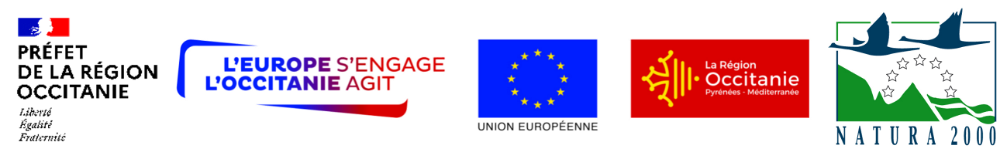 PRÉFET
DE LA RÉGION
OCCITANIE
Liberté
Égalité
Fraternité
L'EUROPE S'ENGAGE
L'OCCITANIE AGIT
UNION EUROPÉENNE
La Région
Occitanie
Pyrénées - Méditerranée
NATURA 2000